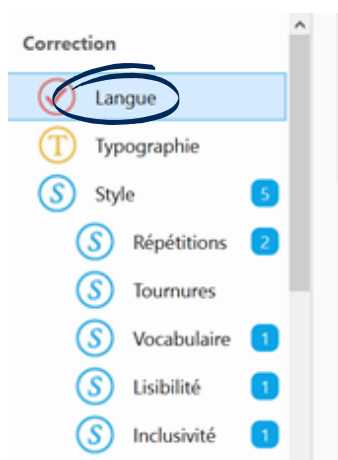 Correction
Langue
T Typographie
S Style 5
S Répétitions 2
S Tournures
S Vocabulaire 1
S Lisibilité 1
S Inclusivité 1